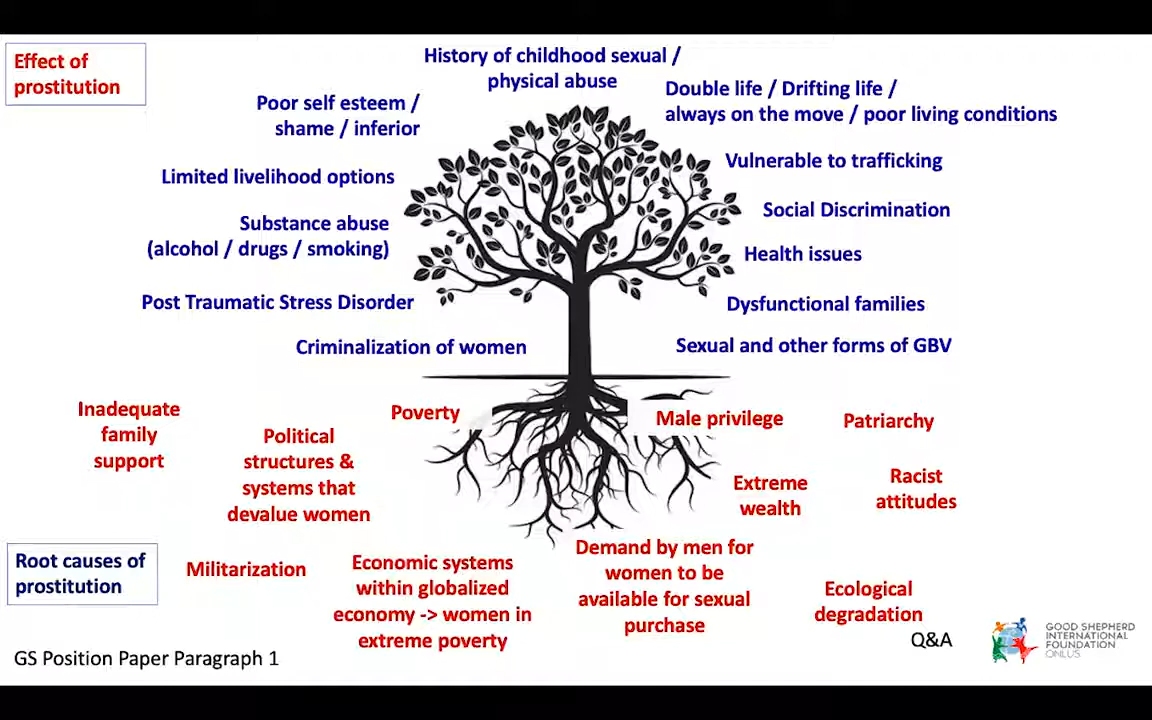 Effect of
prostitution
History of childhood sexual /
physical abuse
Poor self esteem /
shame / inferior
Double life / Drifting life /
always on the move / poor living conditions
Limited livelihood options
Vulnerable to trafficking
Substance abuse
(alcohol / drugs / smoking)
Social Discrimination
Health issues
Post Traumatic Stress Disorder
Dysfunctional families
Criminalization of women
Sexual and other forms of GBV
Inadequate
family
support
Political
structures &
systems that
devalue women
Poverty
Male privilege
Patriarchy
Extreme
wealth
Racist
attitudes
Root causes of
prostitution
Militarization
Economic systems
within globalized
economy -> women in
extreme poverty
Demand by men for
women to be
available for sexual
purchase
Ecological
degradation
Q&A
GOOD SHEPHERD
INTERNATIONAL
FOUNDATION
ONLUS
GS Position Paper Paragraph 1